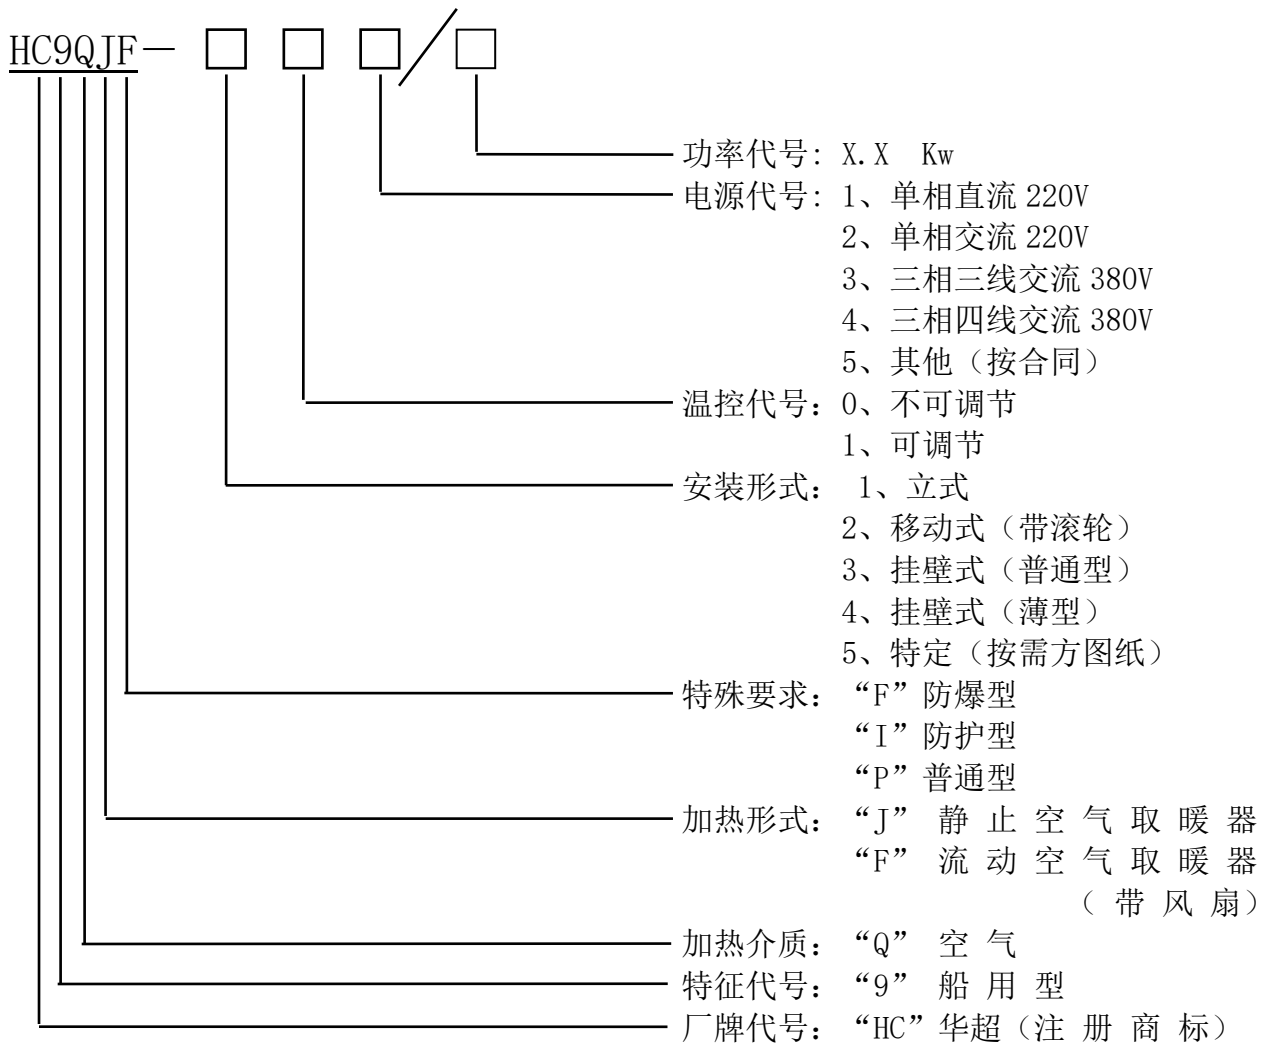 HC9QJF— □ □ □/□
功率代号: X.X Kw
电源代号: 1、单相直流 220V
2、单相交流 220V
3、三相三线交流 380V
4、三相四线交流 380V
5、其他（按合同）
温控代号：0、不可调节
1、可调节
安装形式： 1、立式
2、移动式（带滚轮）
3、挂壁式（普通型）
4、挂壁式（薄型）
5、特定（按需方图纸）
特殊要求：“F”防爆型
“I”防护型
“P”普通型
加热形式：“J” 静 止 空 气 取 暖 器
“F” 流 动 空 气 取 暖 器
（ 带 风 扇）
加热介质：“Q” 空 气
特征代号：“9” 船 用 型
厂牌代号：“HC”华超（注 册 商 标）